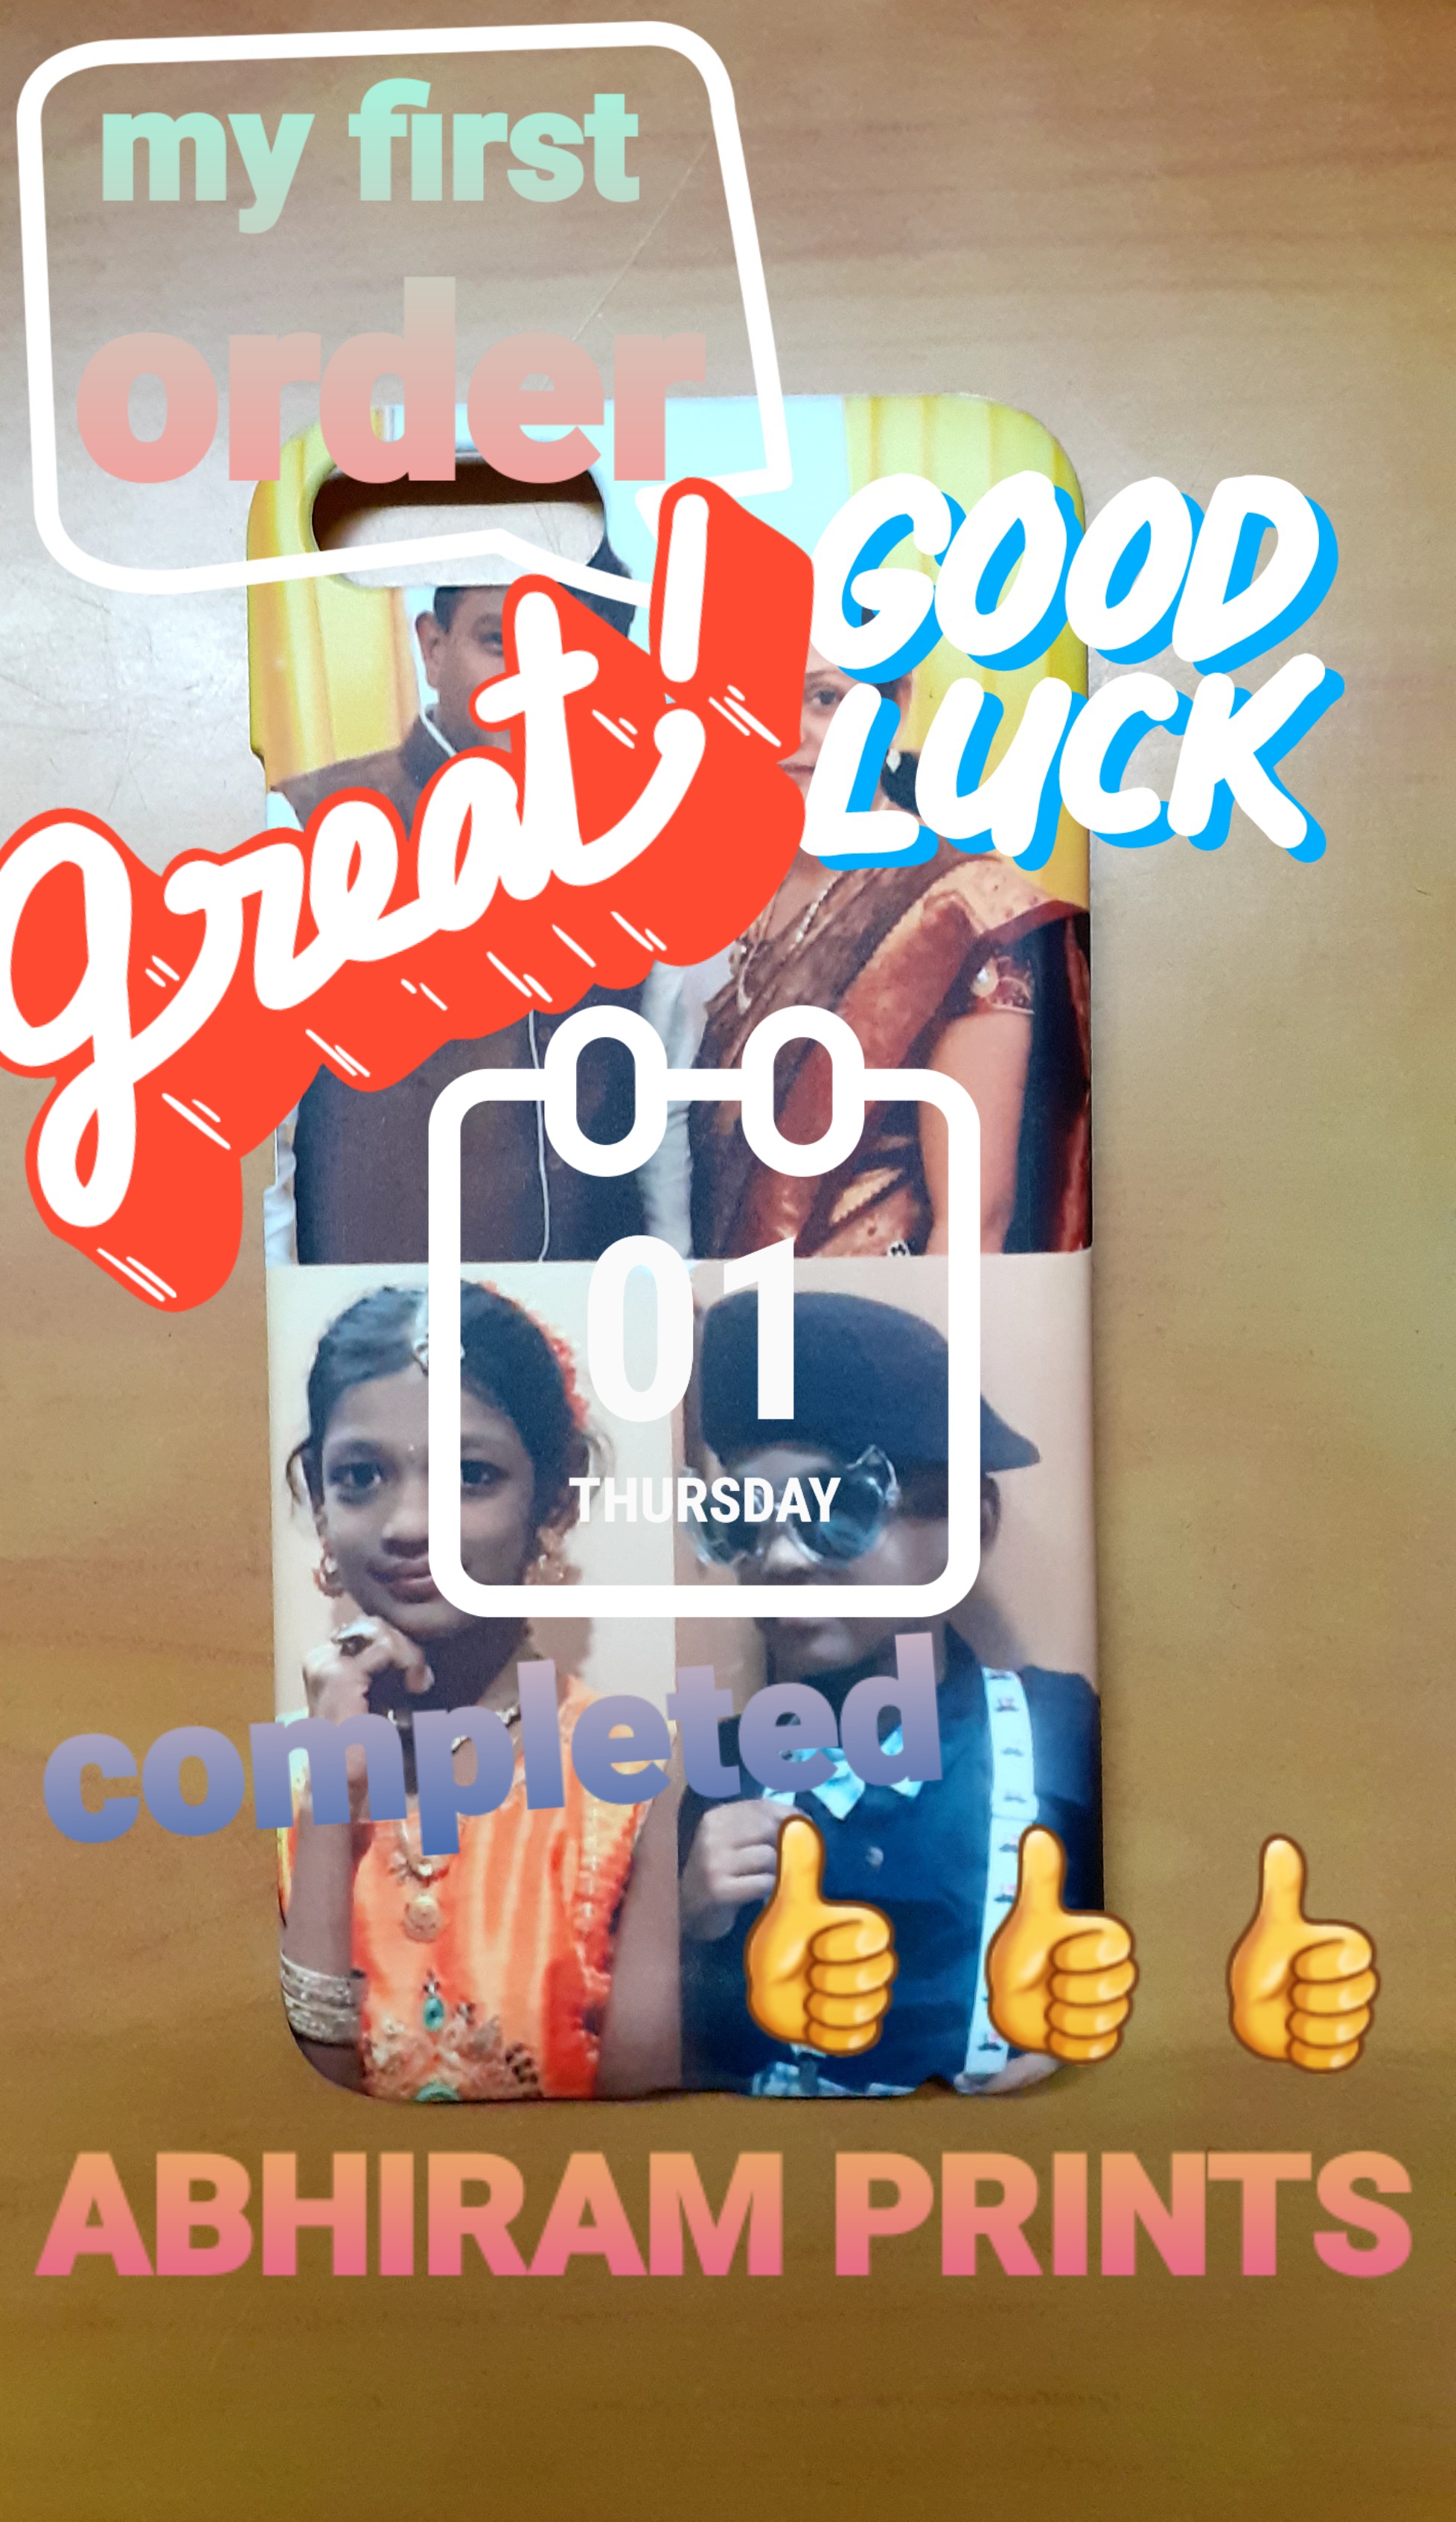 my first
order
great!
GOOD
LUCK
01
THURSDAY
completed
👍 👍 👍
ABHIRAM PRINTS